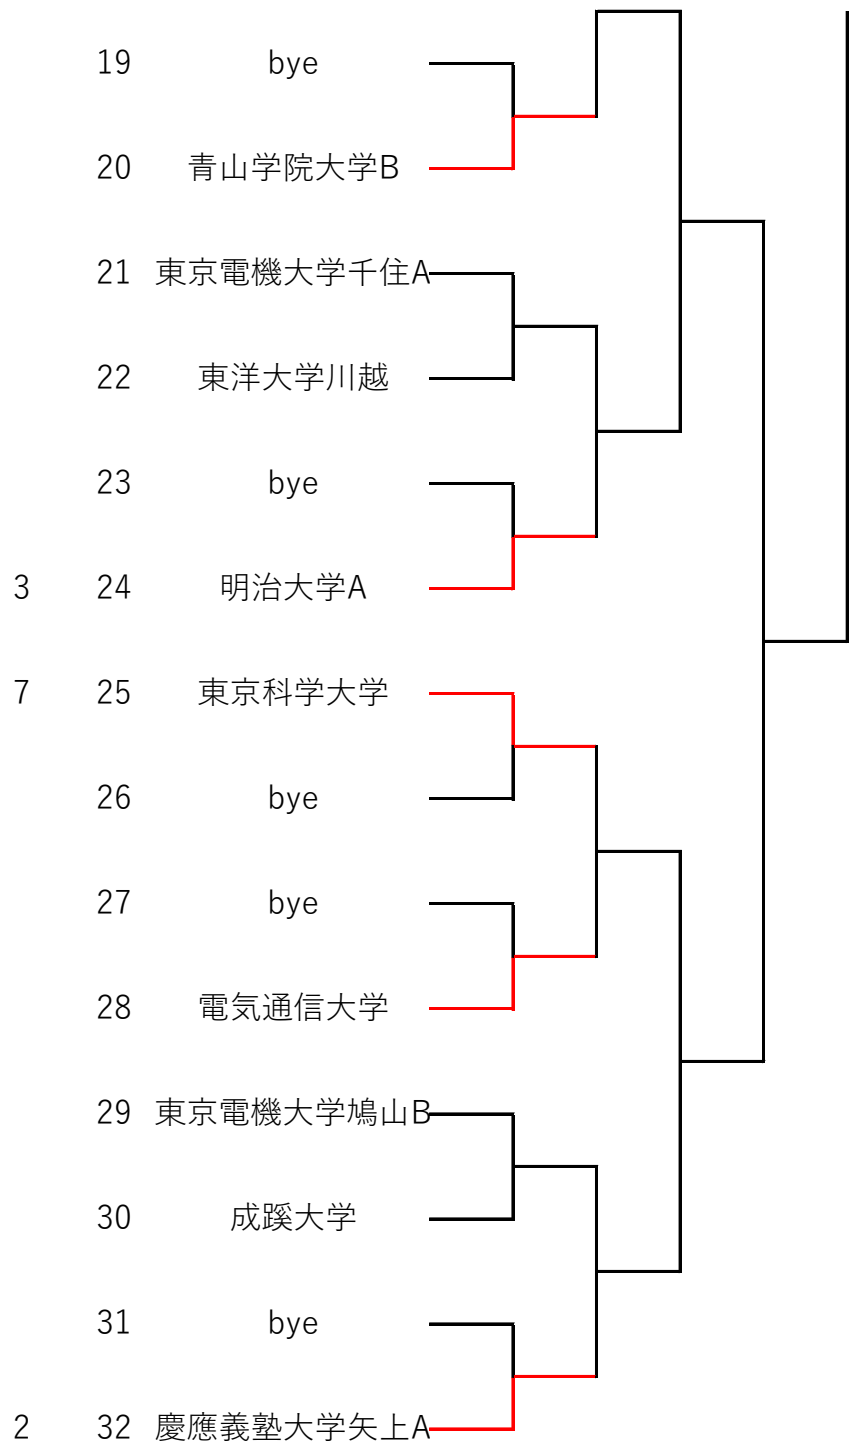 19 bye
20 青山学院大学B
21 東京電機大学千住A
22 東洋大学川越
23 bye
3 24 明治大学A
7 25 東京科学大学
26 bye
27 bye
28 電気通信大学
29 東京電機大学鳩山B
30 成蹊大学
31 bye
2 32 慶應義塾大学矢上A